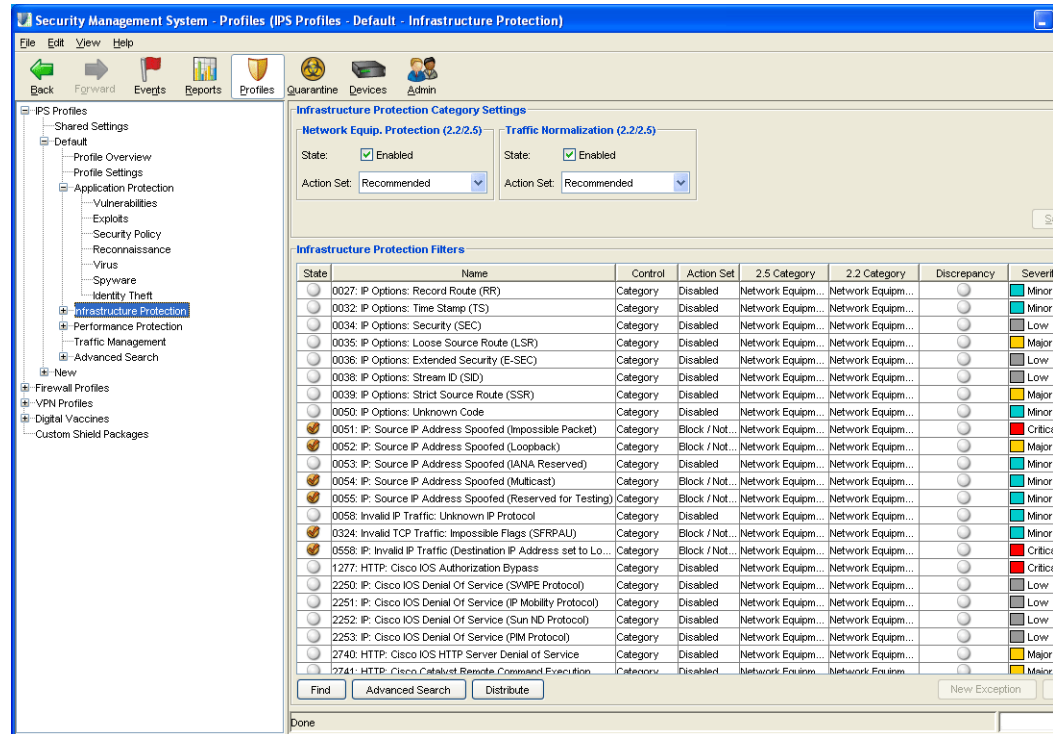 Security Management System - Profiles (IPS Profiles - Default - Infrastructure Protection)
File Edit View Help
Back Forward Events Reports Profiles Quarantine Devices Admin
IPS Profiles
Shared Settings
Default
Profile Overview
Profile Settings
Application Protection
Vulnerabilities
Exploits
Security Policy
Reconnaissance
Virus
Spyware
Identity Theft
Infrastructure Protection
Performance Protection
Traffic Management
Advanced Search
New
Firewall Profiles
VPN Profiles
Digital Vaccines
Custom Shield Packages
Infrastructure Protection Category Settings
Network Equip. Protection (2.2/2.5) Traffic Normalization (2.2/2.5)
State: Enabled State: Enabled
Action Set: Recommended Action Set: Recommended
Infrastructure Protection Filters
State Name Control Action Set 2.5 Category 2.2 Category Discrepancy Severit
0027: IP Options: Record Route (RR) Category Disabled Network Equipm... Network Equipm... Minor
0032: IP Options: Time Stamp (TS) Category Disabled Network Equipm... Network Equipm... Minor
0034: IP Options: Security (SEC) Category Disabled Network Equipm... Network Equipm... Low
0035: IP Options: Loose Source Route (LSR) Category Disabled Network Equipm... Network Equipm... Major
0036: IP Options: Extended Security (E-SEC) Category Disabled Network Equipm... Network Equipm... Low
0038: IP Options: Stream ID (SID) Category Disabled Network Equipm... Network Equipm... Low
0039: IP Options: Strict Source Route (SSR) Category Disabled Network Equipm... Network Equipm... Major
0050: IP Options: Unknown Code Category Disabled Network Equipm... Network Equipm... Minor
0051: IP: Source IP Address Spoofed (Impossible Packet) Category Block / Not... Network Equipm... Network Equipm... Critica
0052: IP: Source IP Address Spoofed (Loopback) Category Block / Not... Network Equipm... Network Equipm... Major
0053: IP: Source IP Address Spoofed (IANA Reserved) Category Disabled Network Equipm... Network Equipm... Minor
0054: IP: Source IP Address Spoofed (Multicast) Category Block / Not... Network Equipm... Network Equipm... Minor
0055: IP: Source IP Address Spoofed (Reserved for Testing) Category Block / Not... Network Equipm... Network Equipm... Minor
0058: Invalid IP Traffic: Unknown IP Protocol Category Disabled Network Equipm... Network Equipm... Minor
0324: Invalid TCP Traffic: Impossible Flags (SFRPAU) Category Block / Not... Network Equipm... Network Equipm... Minor
0558: IP: Invalid IP Traffic (Destination IP Address set to Lo... Category Block / Not... Network Equipm... Network Equipm... Critica
1277: HTTP: Cisco IOS Authorization Bypass Category Disabled Network Equipm... Network Equipm... Critica
2250: IP: Cisco IOS Denial Of Service (SWIPE Protocol) Category Disabled Network Equipm... Network Equipm... Low
2251: IP: Cisco IOS Denial Of Service (IP Mobility Protocol) Category Disabled Network Equipm... Network Equipm... Low
2252: IP: Cisco IOS Denial Of Service (Sun ND Protocol) Category Disabled Network Equipm... Network Equipm... Low
2253: IP: Cisco IOS Denial Of Service (PIM Protocol) Category Disabled Network Equipm... Network Equipm... Low
2740: HTTP: Cisco IOS HTTP Server Denial of Service Category Disabled Network Equipm... Network Equipm... Major
2741: HTTP: Cisco Catalyst Remote Command Execution Category Disabled Network Equipm... Network Equipm... Major
Find Advanced Search Distribute New Exception
Done